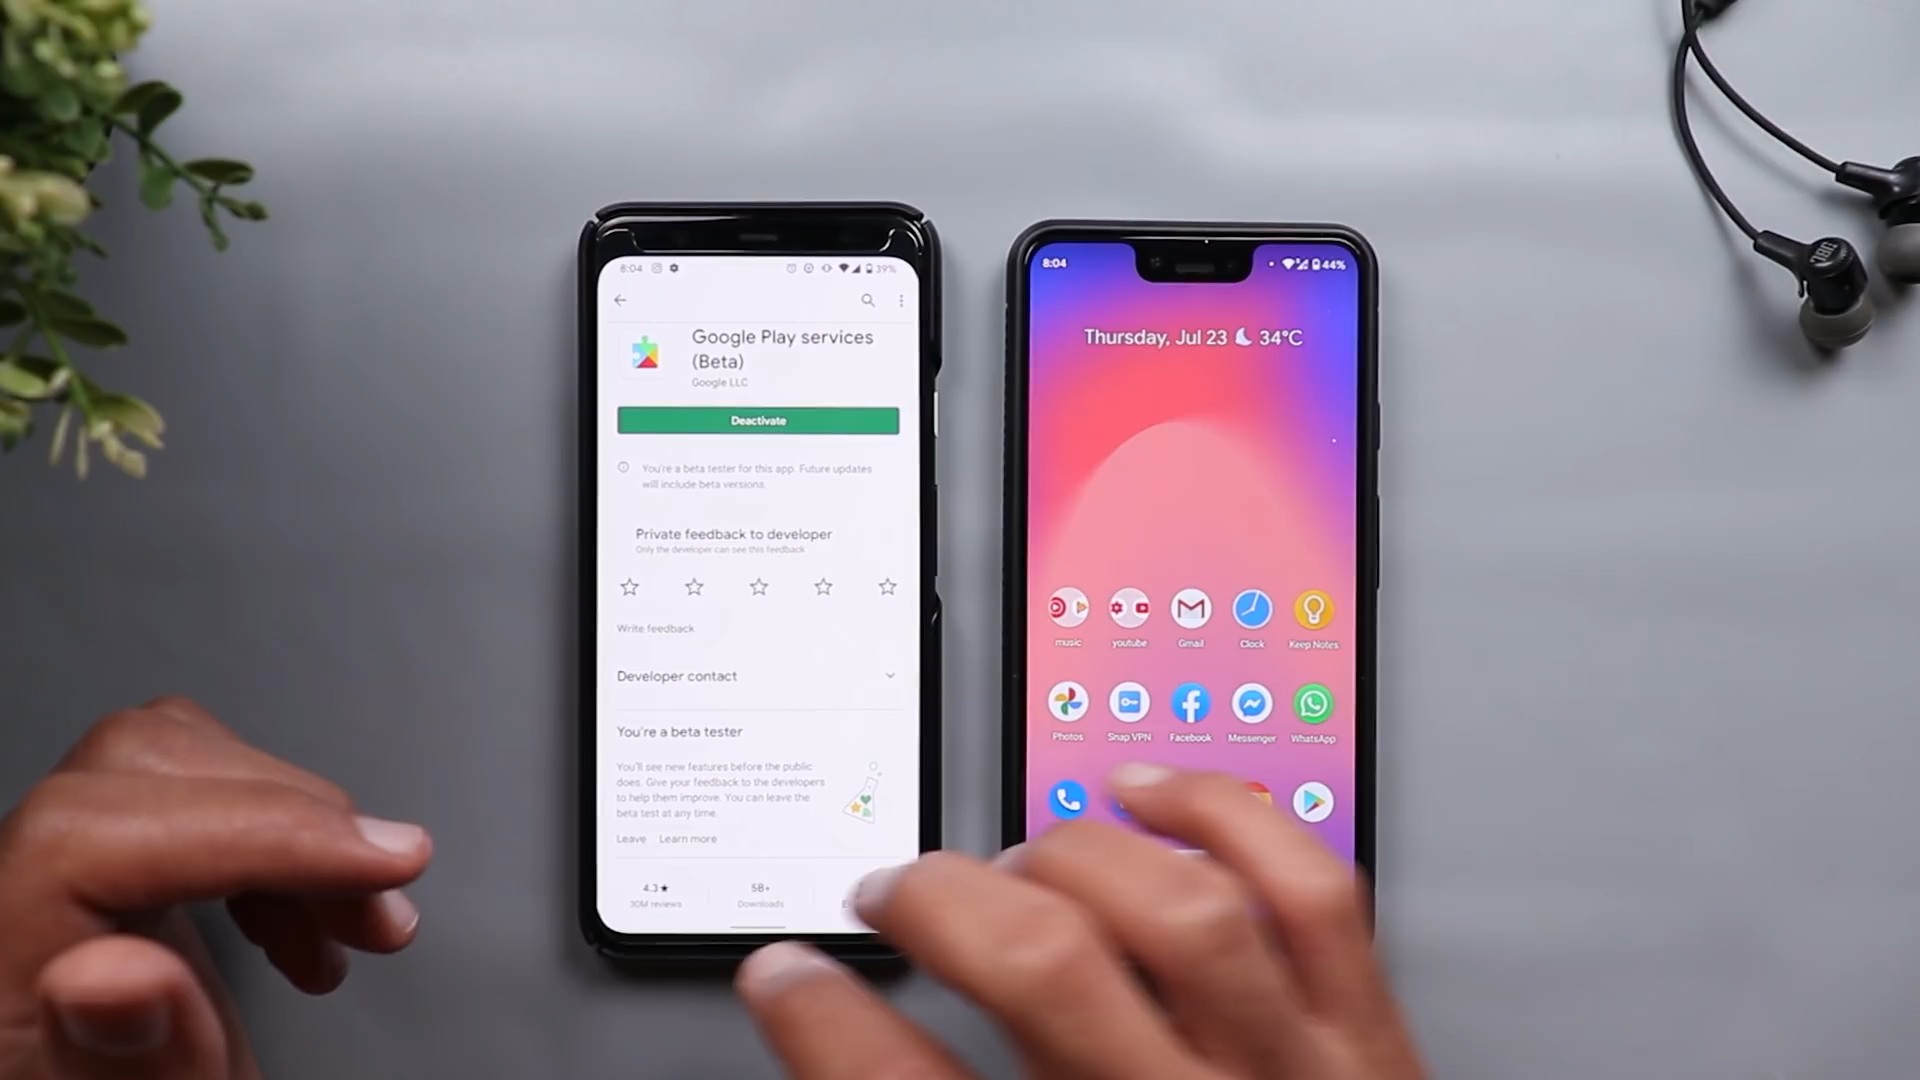 8:04
39%
Google Play services
(Beta)
Google LLC
Deactivate
You're a beta tester for this app. Future updates
will include beta versions.
Private feedback to developer
Only the developer can see this feedback
Write feedback
Developer contact
You're a beta tester
You'll see new features before the public
does. Give your feedback to the developers
to help them improve. You can leave the
beta test at any time.
Leave Learn more
4.3★ 5B+
30M reviews Downloads
8:04
44%
Thursday, Jul 23 34°C
music youtube Gmail Clock Keep Notes
Photos Snap VPN Facebook Messenger WhatsApp
JBL